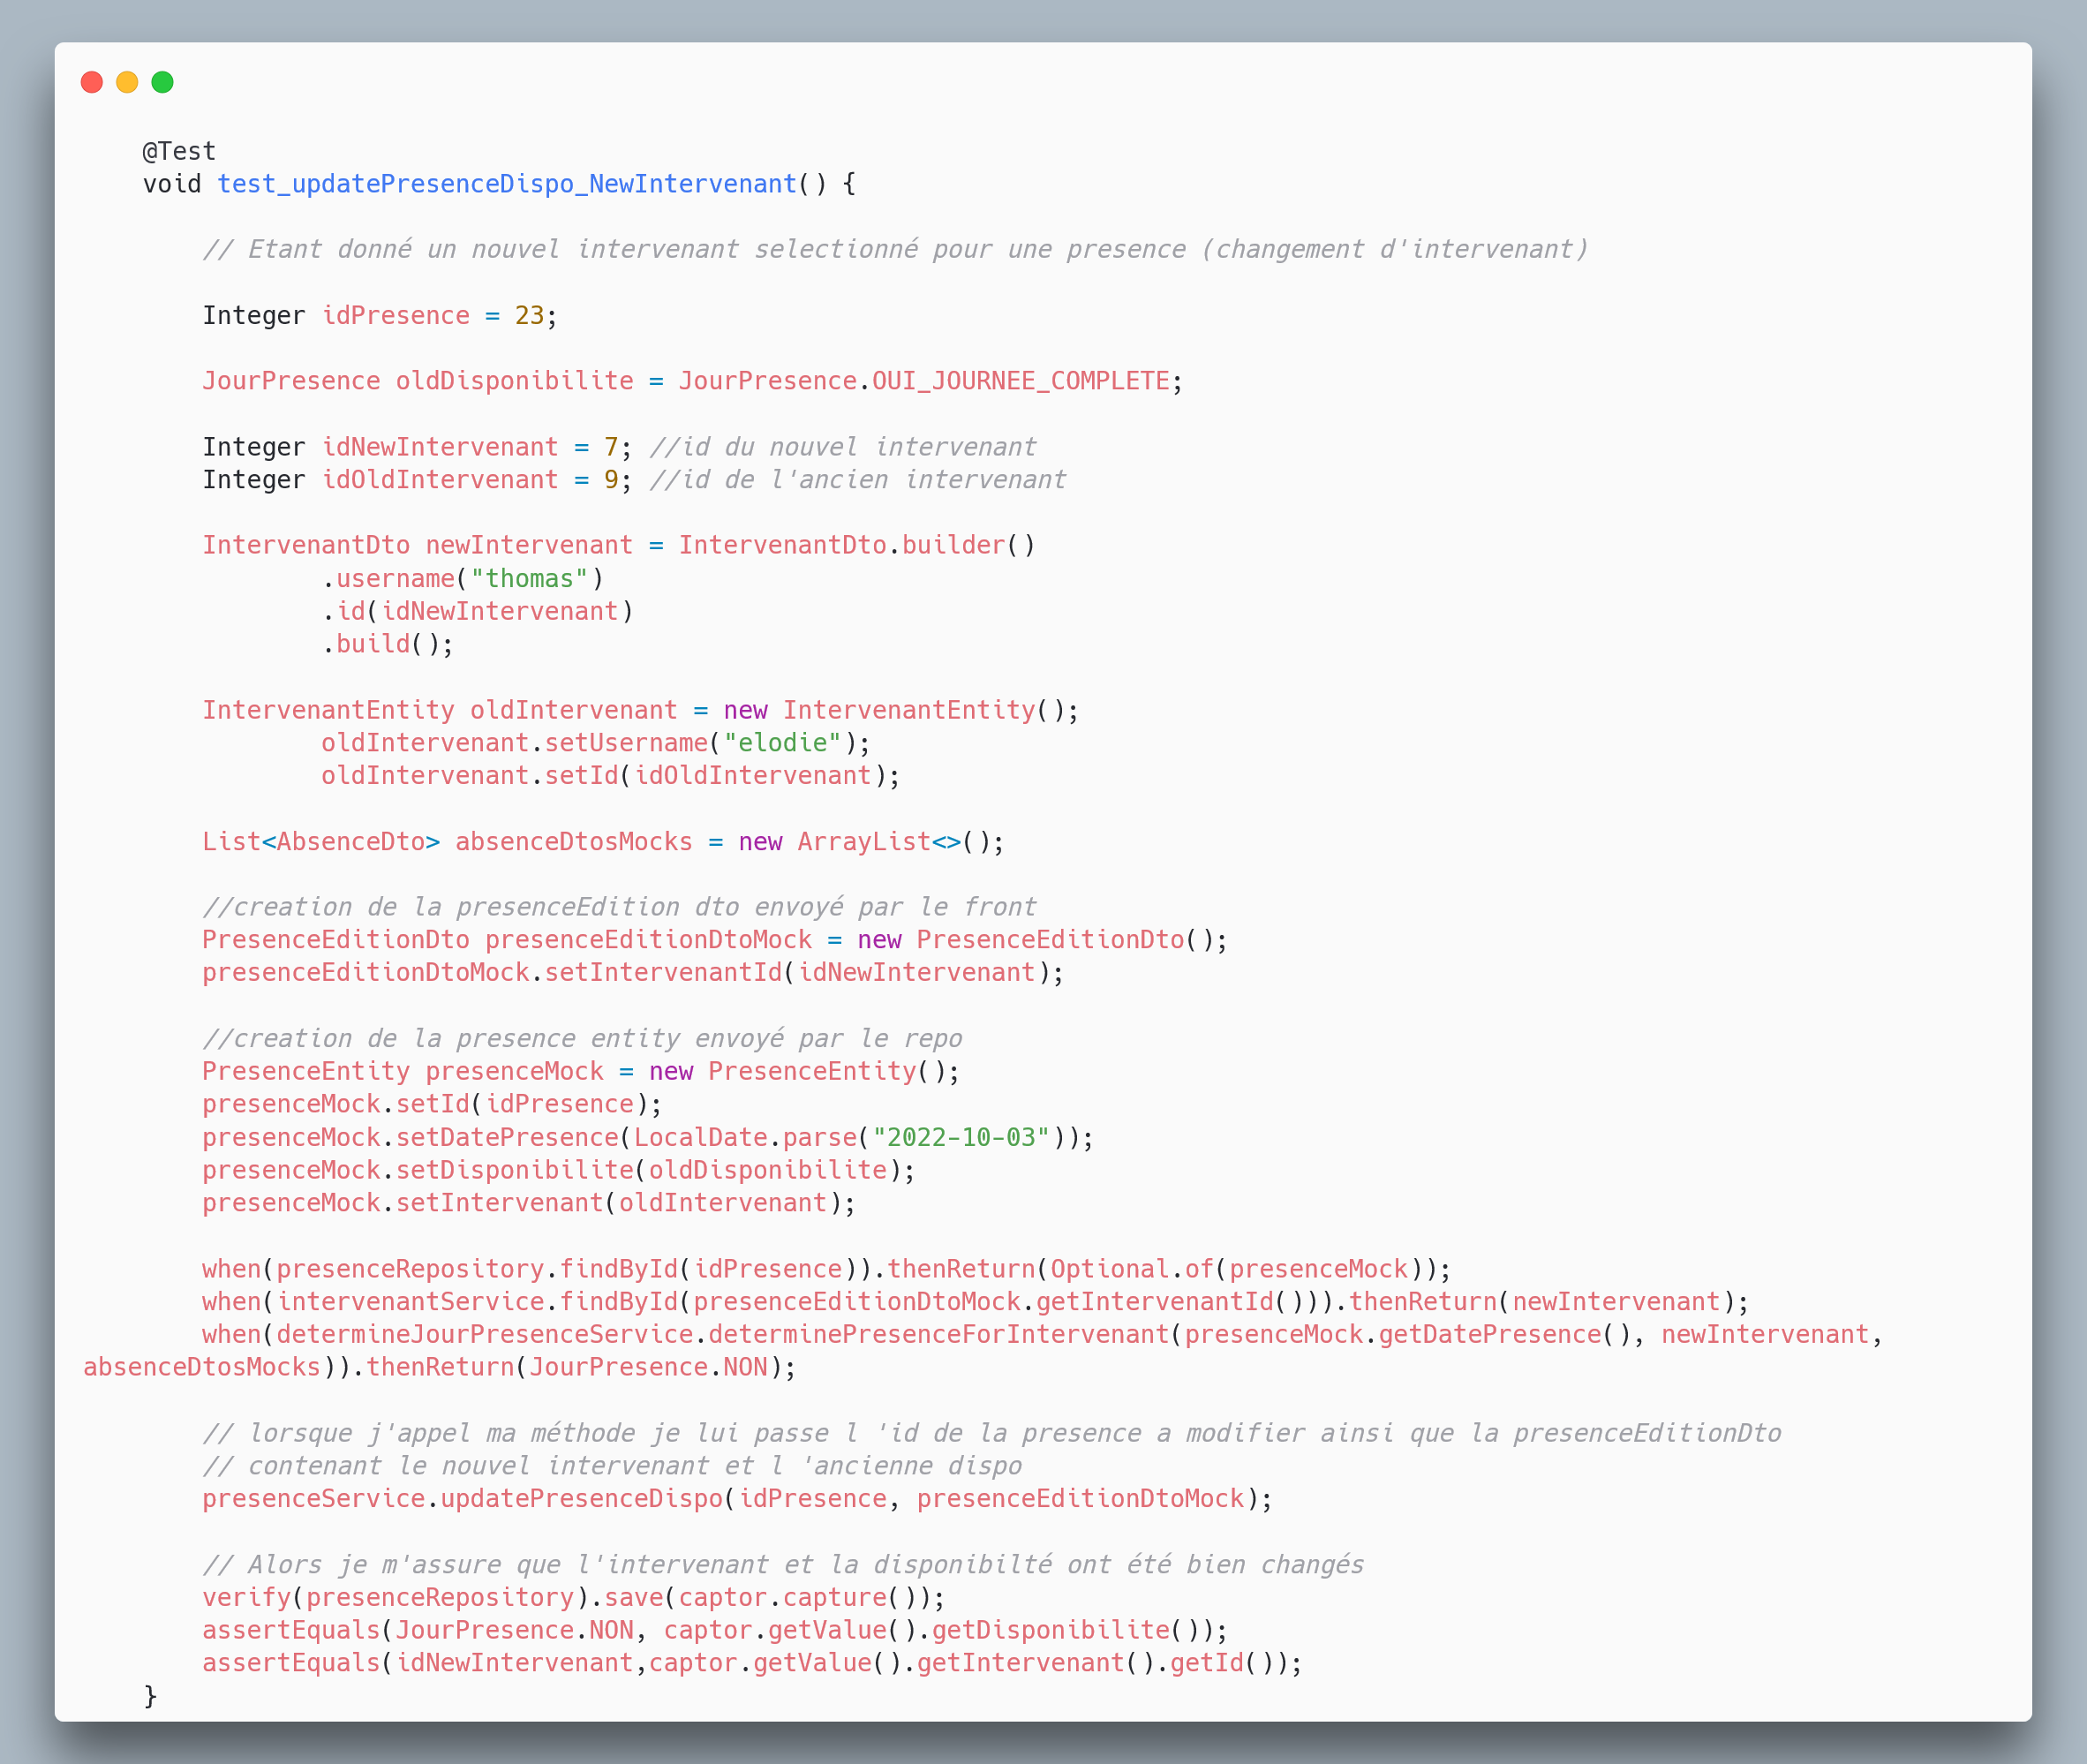 @Test
void test_updatePresenceDispo_NewIntervenant() {
// Etant donné un nouvel intervenant selectionné pour une presence (changement d'intervenant)
Integer idPresence = 23;
JourPresence oldDisponibilite = JourPresence.OUI_JOURNEE_COMPLETE;
Integer idNewIntervenant = 7; //id du nouvel intervenant
Integer idOldIntervenant = 9; //id de l'ancien intervenant
IntervenantDto newIntervenant = IntervenantDto.builder()
.username("thomas")
.id(idNewIntervenant)
.build();
IntervenantEntity oldIntervenant = new IntervenantEntity();
oldIntervenant.setUsername("elodie");
oldIntervenant.setId(idOldIntervenant);
List<AbsenceDto> absenceDtosMocks = new ArrayList<>();
//creation de la presenceEdition dto envoyé par le front
PresenceEditionDto presenceEditionDtoMock = new PresenceEditionDto();
presenceEditionDtoMock.setIntervenantId(idNewIntervenant);
//creation de la presence entity envoyé par le repo
PresenceEntity presenceMock = new PresenceEntity();
presenceMock.setId(idPresence);
presenceMock.setDatePresence(LocalDate.parse("2022-10-03"));
presenceMock.setDisponibilite(oldDisponibilite);
presenceMock.setIntervenant(oldIntervenant);
when(presenceRepository.findById(idPresence)).thenReturn(Optional.of(presenceMock));
when(intervenantService.findById(presenceEditionDtoMock.getIntervenantId())).thenReturn(newIntervenant);
when(determineJourPresenceService.determinePresenceForIntervenant(presenceMock.getDatePresence(), newIntervenant,
absenceDtosMocks)).thenReturn(JourPresence.NON);
// lorsque j'appel ma méthode je lui passe l 'id de la presence a modifier ainsi que la presenceEditionDto
// contenant le nouvel intervenant et l 'ancienne dispo
presenceService.updatePresenceDispo(idPresence, presenceEditionDtoMock);
// Alors je m'assure que l'intervenant et la disponibilté ont été bien changés
verify(presenceRepository).save(captor.capture());
assertEquals(JourPresence.NON, captor.getValue().getDisponibilite());
assertEquals(idNewIntervenant,captor.getValue().getIntervenant().getId());
}